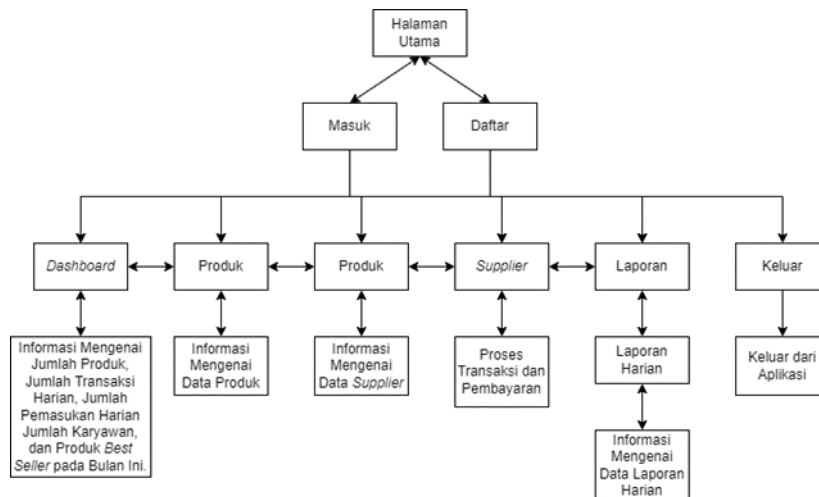 Halaman
Utama
Masuk
Daftar
Dashboard
Produk
Produk
Supplier
Laporan
Keluar
Informasi Mengenai
Jumlah Produk,
Jumlah Transaksi
Harian, Jumlah
Pemasukan Harian
Jumlah Karyawan,
dan Produk Best
Seller pada Bulan Ini.
Informasi
Mengenai
Data Produk
Informasi
Mengenai
Data Supplier
Proses
Transaksi dan
Pembayaran
Laporan
Harian
Keluar dari
Aplikasi
Informasi
Mengenai
Data Laporan
Harian